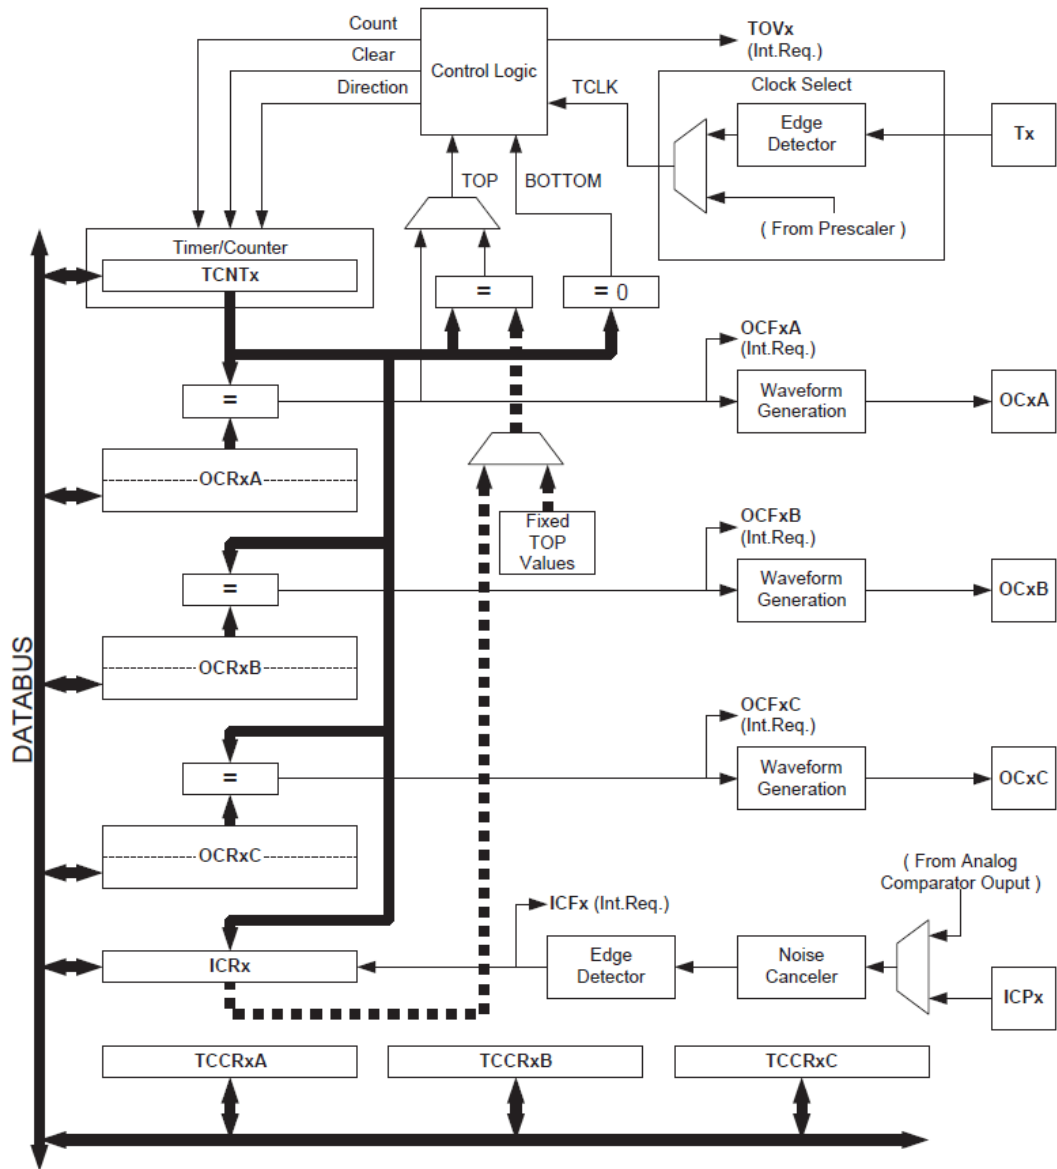 Count
Clear
Direction
Control Logic
TOVx
(Int.Req.)
TCLK
Clock Select
Edge
Detector
Tx
( From Prescaler )
TOP
BOTTOM
Timer/Counter
TCNTx
=
= 0
=
OCRxA
OCFxA
(Int.Req.)
Waveform
Generation
OCxA
Fixed
TOP
Values
=
OCRxB
OCFxB
(Int.Req.)
Waveform
Generation
OCxB
DATABUS
=
OCRxC
OCFxC
(Int.Req.)
Waveform
Generation
OCxC
( From Analog
Comparator Ouput )
ICFx (Int.Req.)
ICRx
Edge
Detector
Noise
Canceler
ICPx
TCCRxA
TCCRxB
TCCRxC